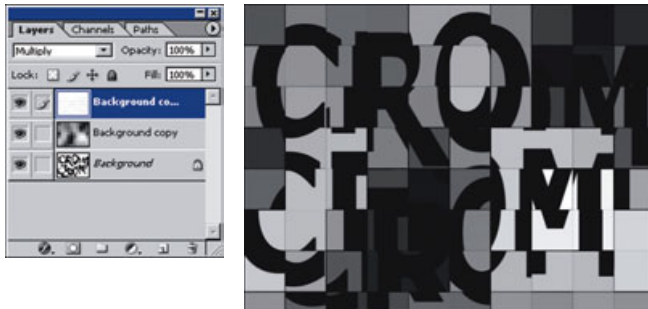 Layers Channels Paths
Multiply Opacity: 100%
Lock: Fill: 100%
Background co...
Background copy
Background
CROM
CROM